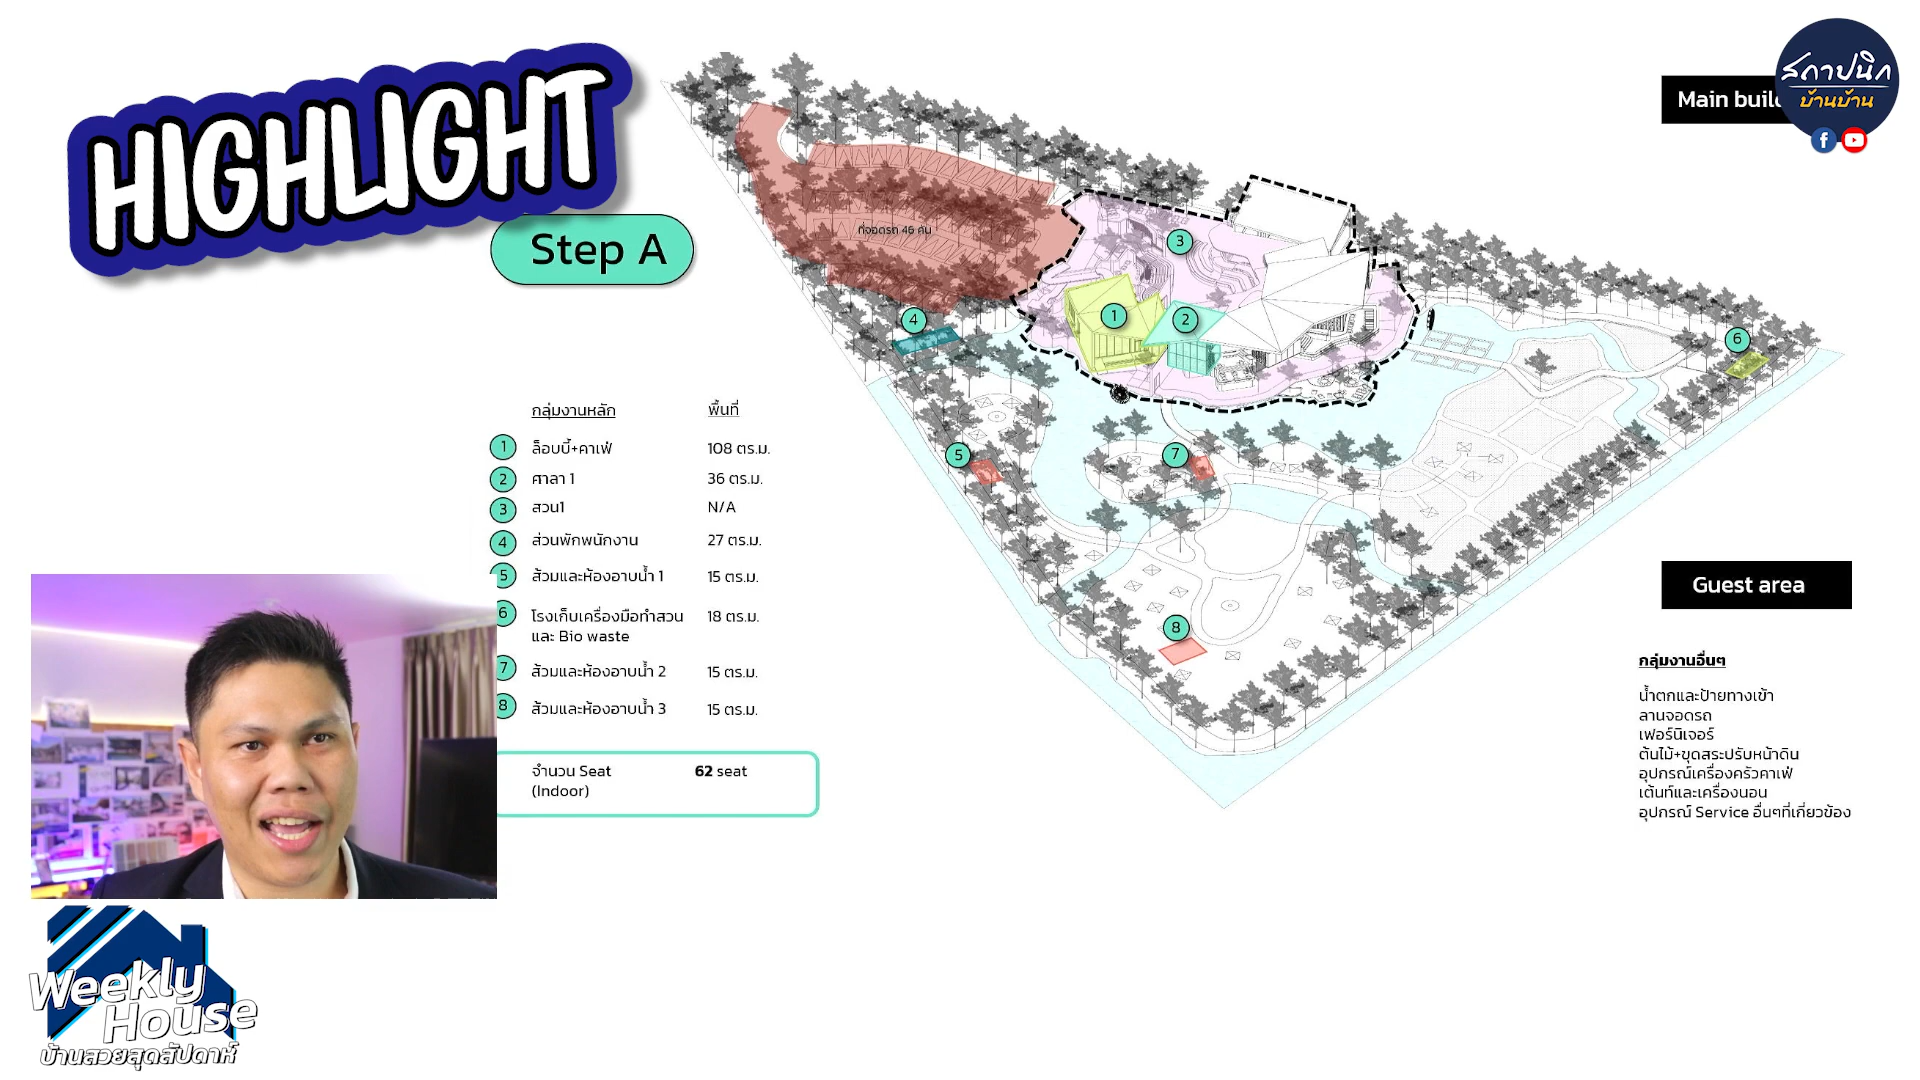 HIGHLIGHT
Step A
Main buil
สถาปนิก
บ้านบ้าน
ที่จอดรถ 46 คัน
3
1
2
4
6
5
7
8
กลุ่มงานหลัก พื้นที่
1 ล็อบบี้+คาเฟ่ 108 ตร.ม.
2 ศาลา 1 36 ตร.ม.
3 สวน1 N/A
4 ส่วนพักพนักงาน 27 ตร.ม.
5 ส้วมและห้องอาบน้ำ 1 15 ตร.ม.
6 โรงเก็บเครื่องมือทำสวน 18 ตร.ม.
และ Bio waste
7 ส้วมและห้องอาบน้ำ 2 15 ตร.ม.
8 ส้วมและห้องอาบน้ำ 3 15 ตร.ม.
จำนวน Seat 62 seat
(Indoor)
Guest area
กลุ่มงานอื่นๆ
น้ำตกและป้ายทางเข้า
ลานจอดรถ
เฟอร์นิเจอร์
ต้นไม้+ขุดสระปรับหน้าดิน
อุปกรณ์เครื่องครัวคาเฟ่
เต้นท์และเครื่องนอน
อุปกรณ์ Service อื่นๆที่เกี่ยวข้อง
Weekly
House
บ้านสวยสุดสัปดาห์